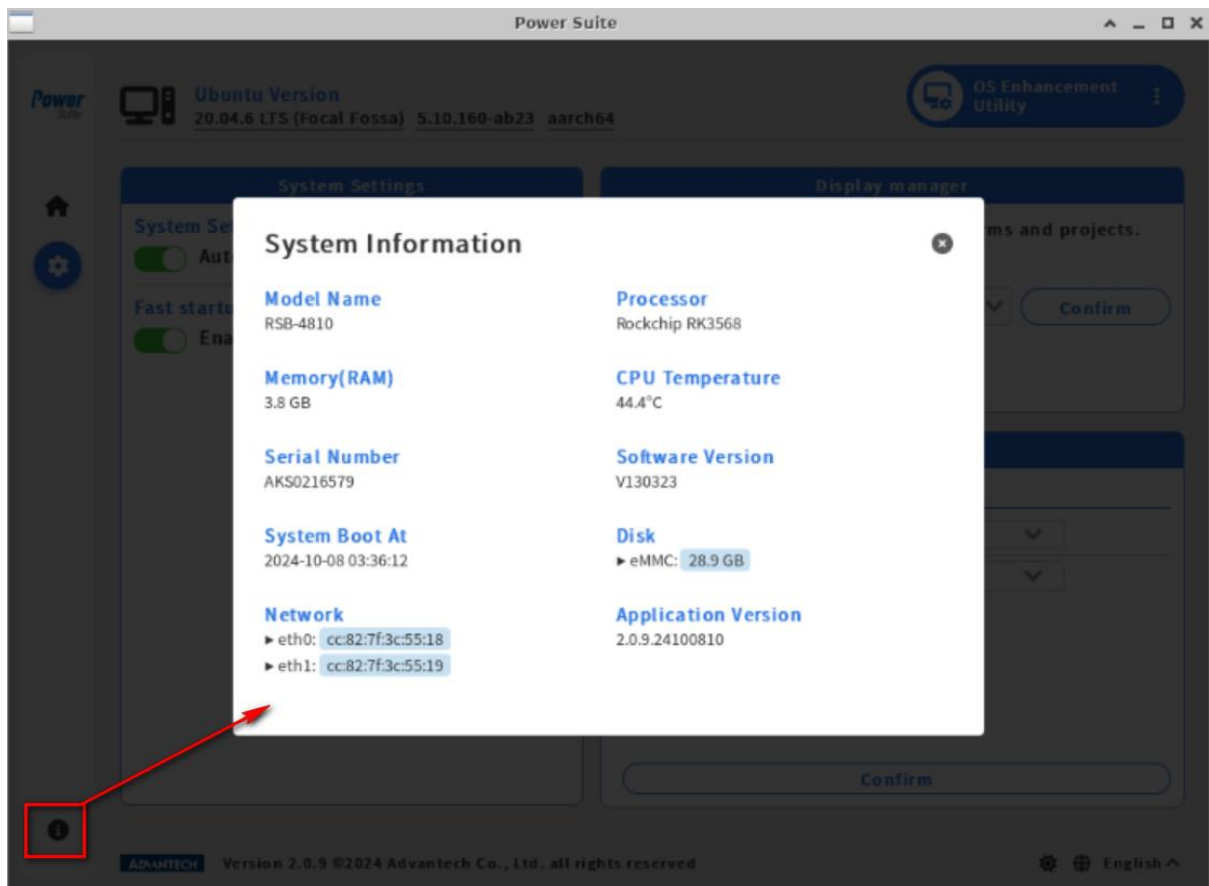 Power Suite
Power
Suite
Ubuntu Version
20.04.6 LTS (Focal Fossa) 5.10.160-ab23 aarch64
OS Enhancement
Utility
System Settings
Display manager
System Se
ms and projects.
Aut
Fast startu
Confirm
Ena
System Information
Model Name
RSB-4810
Processor
Rockchip RK3568
Memory(RAM)
3.8 GB
CPU Temperature
44.4°C
Serial Number
AKS0216579
Software Version
V130323
System Boot At
2024-10-08 03:36:12
Disk
▸ eMMC: 28.9 GB
Network
▸ eth0: cc:82:7f:3c:55:18
▸ eth1: cc:82:7f:3c:55:19
Application Version
2.0.9.24100810
Confirm
ADVANTECH Version 2.0.9 ©2024 Advantech Co., Ltd. all rights reserved
English